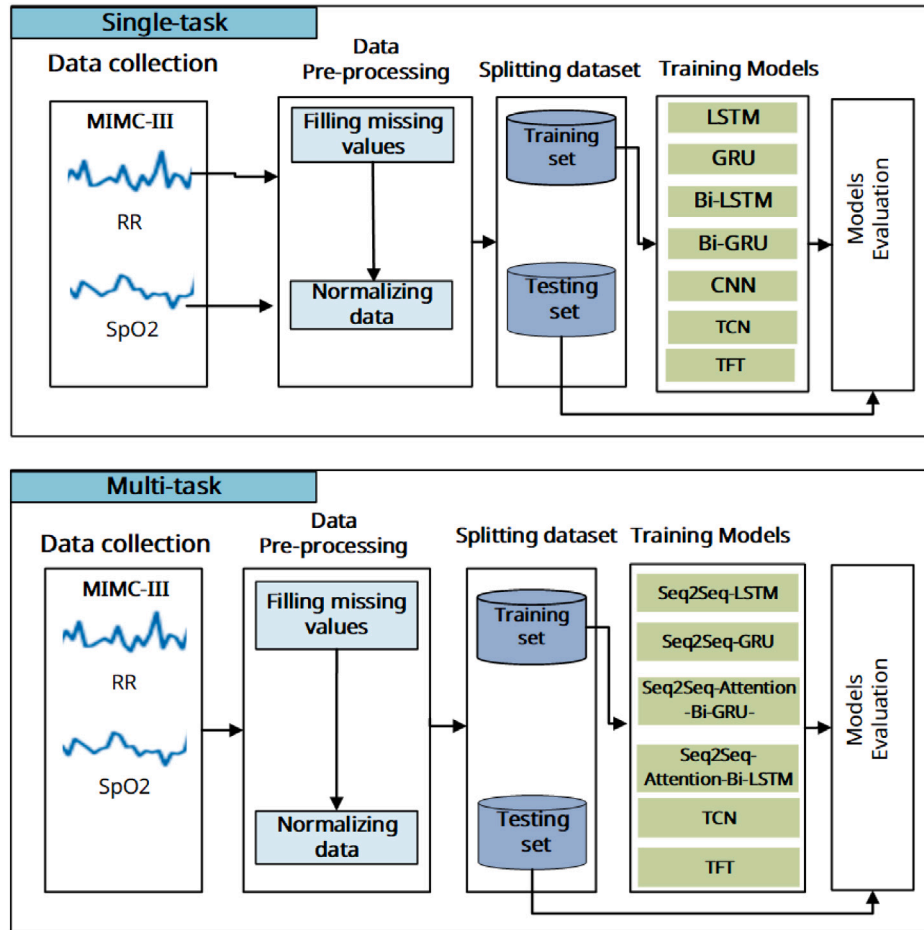 Single-task
Data collection
Data
Pre-processing
Splitting dataset
Training Models
MIMC-III
RR
SpO2
Filling missing
values
Normalizing
data
Training
set
Testing
set
LSTM
GRU
Bi-LSTM
Bi-GRU
CNN
TCN
TFT
Models
Evaluation
Multi-task
Data collection
Data
Pre-processing
Splitting dataset
Training Models
MIMC-III
RR
SpO2
Filling missing
values
Normalizing
data
Training
set
Testing
set
Seq2Seq-LSTM
Seq2Seq-GRU
Seq2Seq-Attention
-Bi-GRU-
Seq2Seq-
Attention-Bi-LSTM
TCN
TFT
Models
Evaluation